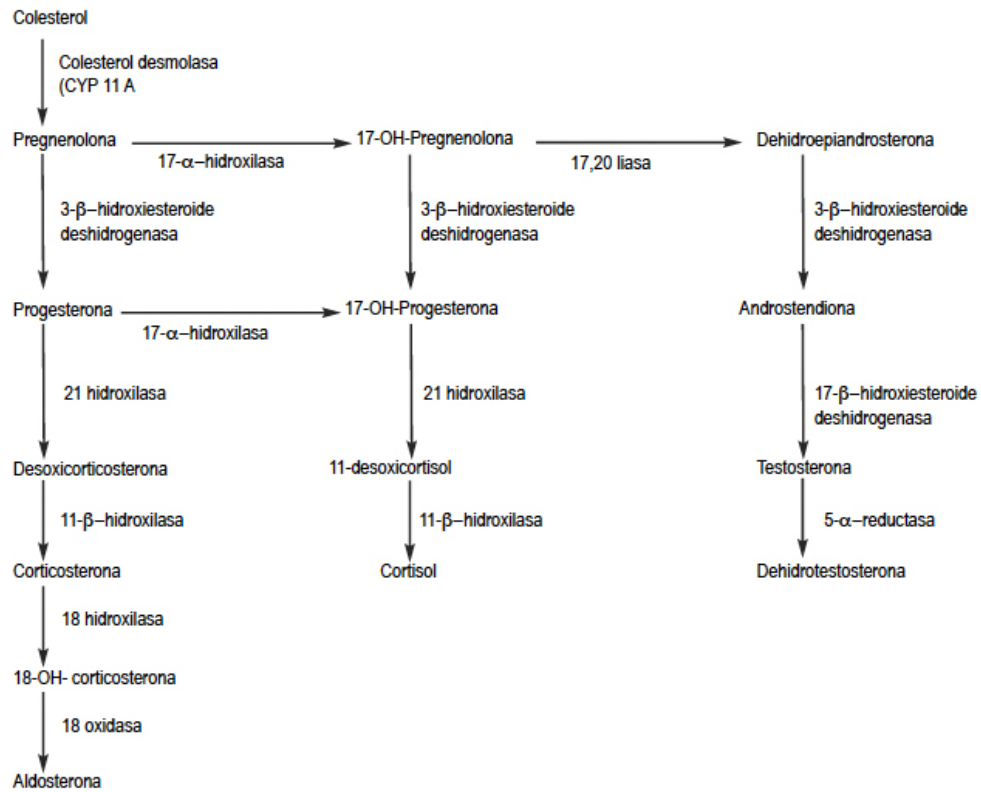 Colesterol
Colesterol desmolasa
(CYP 11 A
Pregnenolona
17-α–hidroxilasa
17-OH-Pregnenolona
17,20 liasa
Dehidroepiandrosterona
3-β–hidroxiesteroide
deshidrogenasa
3-β–hidroxiesteroide
deshidrogenasa
3-β–hidroxiesteroide
deshidrogenasa
Progesterona
17-α–hidroxilasa
17-OH-Progesterona
Androstendiona
21 hidroxilasa
21 hidroxilasa
17-β–hidroxiesteroide
deshidrogenasa
Desoxicorticosterona
11-desoxicortisol
Testosterona
11-β–hidroxilasa
11-β–hidroxilasa
5-α–reductasa
Corticosterona
Cortisol
Dehidrotestosterona
18 hidroxilasa
18-OH- corticosterona
18 oxidasa
Aldosterona